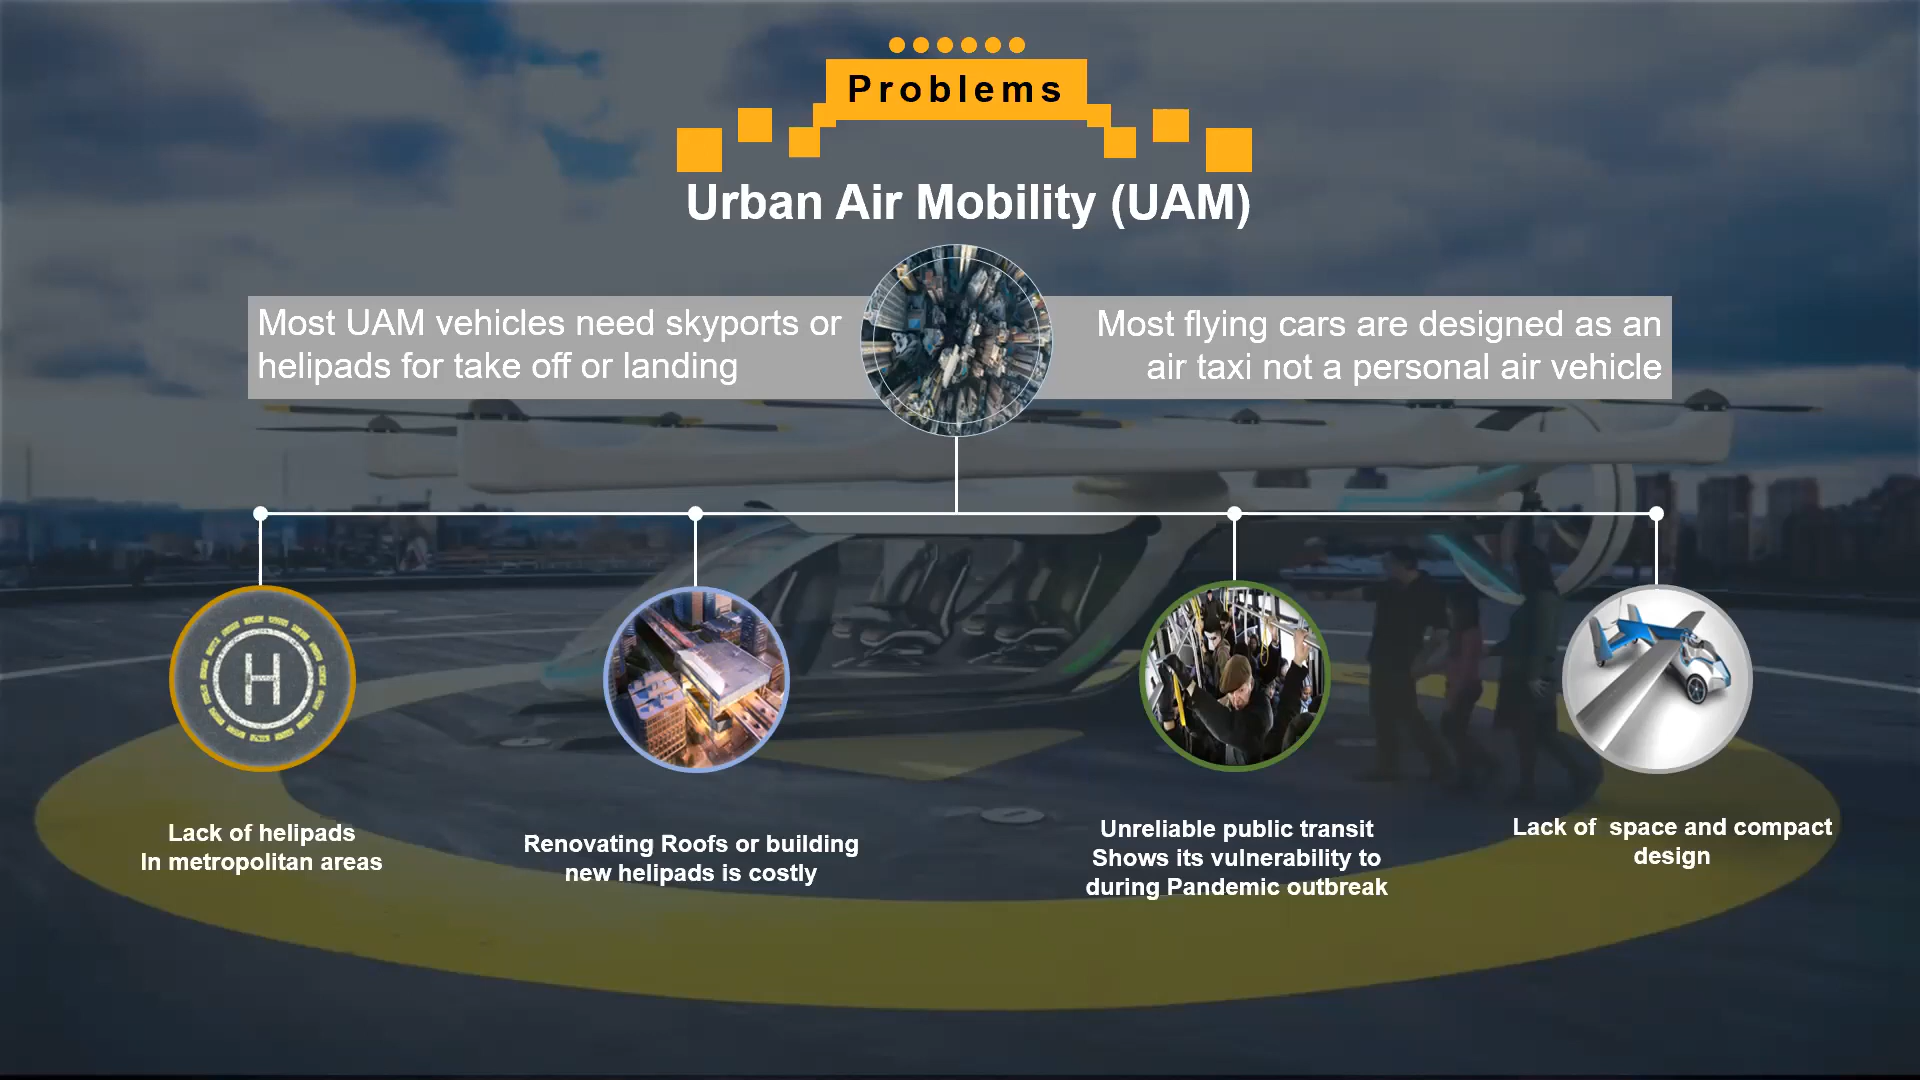 Problems
Urban Air Mobility (UAM)
Most UAM vehicles need skyports or
helipads for take off or landing
Most flying cars are designed as an
air taxi not a personal air vehicle
H
Lack of helipads
In metropolitan areas
Renovating Roofs or building
new helipads is costly
Unreliable public transit
Shows its vulnerability to
during Pandemic outbreak
Lack of  space and compact
design